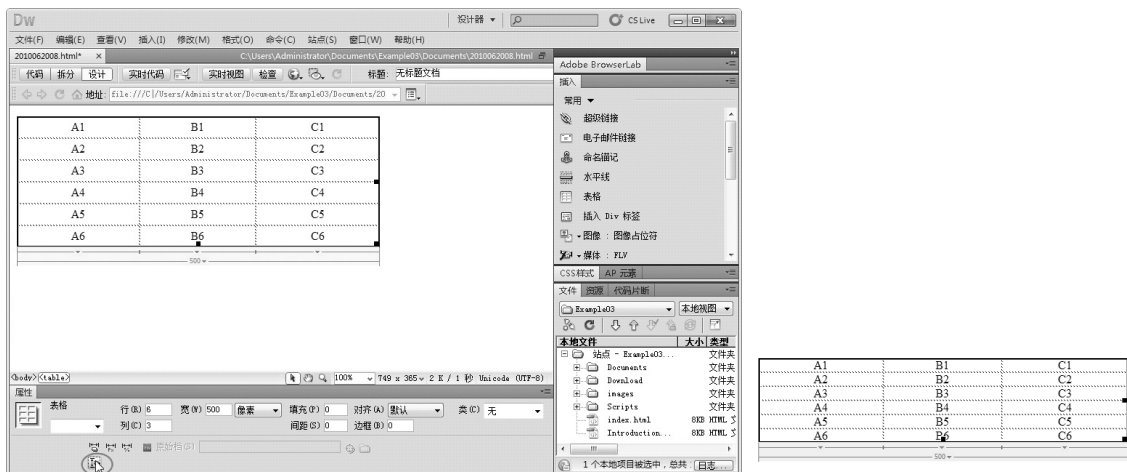 Dw
设计器
CS Live
文件(F) 编辑(E) 查看(V) 插入(I) 修改(M) 格式(O) 命令(C) 站点(S) 窗口(W) 帮助(H)
2010062008.html* × C:\Users\Administrator\Documents\Example03\Documents\2010062008.html
代码 拆分 设计 实时代码 实时视图 检查 标题: 无标题文档
地址: file:///C|/Users/Administrator/Documents/Example03/Documents/20
A1 B1 C1
A2 B2 C2
A3 B3 C3
A4 B4 C4
A5 B5 C5
A6 B6 C6
500
<body><table> 100% 749 x 365 2 K / 1 秒 Unicode (UTF-8)
属性
表格 行(R) 6 宽(W) 500 像素 填充(P) 0 对齐(A) 默认 类(C) 无
列(C) 3 间距(S) 0 边框(B) 0
原始档(S)
Adobe BrowserLab
插入
常用
超级链接
电子邮件链接
命名锚记
水平线
表格
插入 Div 标签
图像 : 图像占位符
媒体 : FLV
CSS样式 AP 元素
文件 资源 代码片断
Example03 本地视图
本地文件 大小 类型
站点 - Example03... 文件夹
Documents 文件夹
Download 文件夹
images 文件夹
Scripts 文件夹
index.html 8KB HTML
Introduction... 8KB HTML
1 个本地项目被选中，总共: 日志...
A1 B1 C1
A2 B2 C2
A3 B3 C3
A4 B4 C4
A5 B5 C5
A6 B6 C6
500